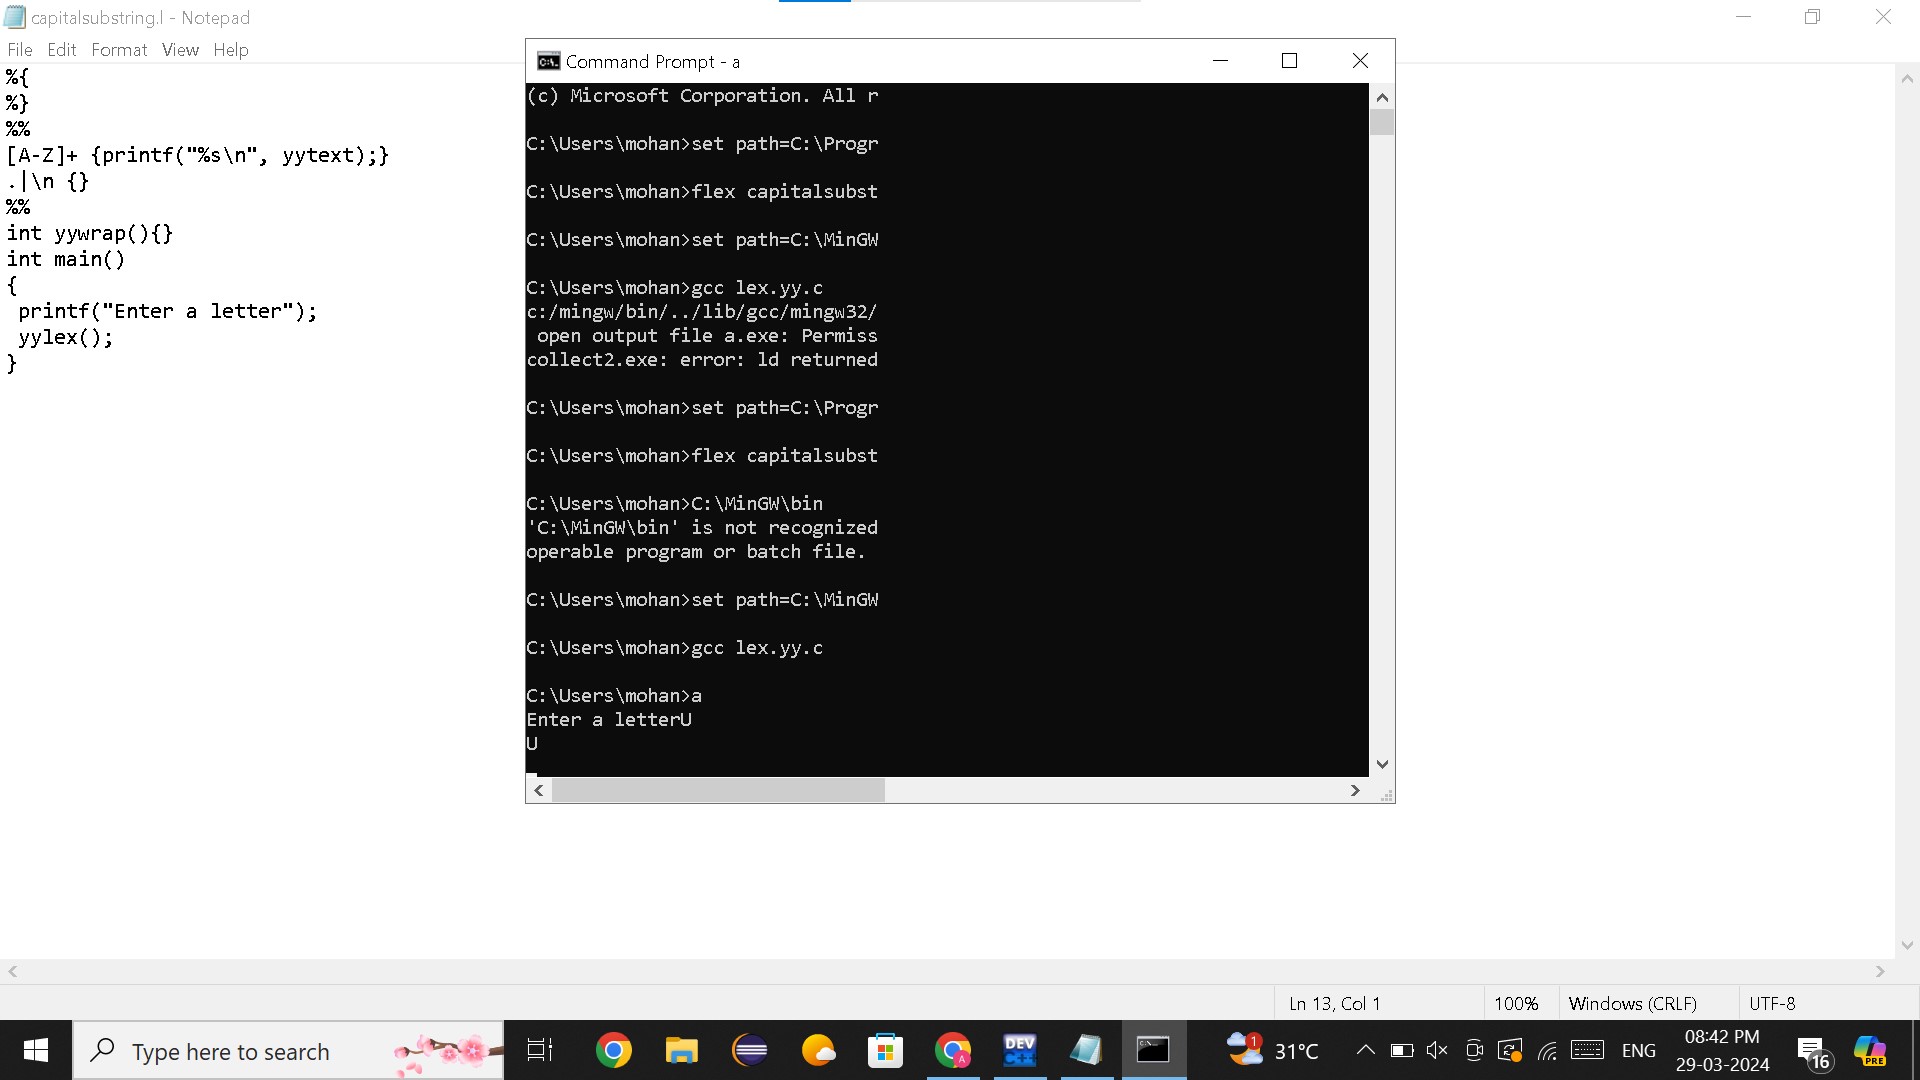 capitalsubstring.l - Notepad
File Edit Format View Help
%{
%}
%%
[A-Z]+ {printf("%s\n", yytext);}
.|\n {}
%%
int yywrap(){}
int main()
{
 printf("Enter a letter");
 yylex();
}
Command Prompt - a
(c) Microsoft Corporation. All r
C:\Users\mohan>set path=C:\Progr
C:\Users\mohan>flex capitalsubst
C:\Users\mohan>set path=C:\MinGW
C:\Users\mohan>gcc lex.yy.c
c:/mingw/bin/../lib/gcc/mingw32/
 open output file a.exe: Permiss
collect2.exe: error: ld returned
C:\Users\mohan>set path=C:\Progr
C:\Users\mohan>flex capitalsubst
C:\Users\mohan>C:\MinGW\bin
'C:\MinGW\bin' is not recognized
operable program or batch file.
C:\Users\mohan>set path=C:\MinGW
C:\Users\mohan>gcc lex.yy.c
C:\Users\mohan>a
Enter a letterU
U
Ln 13, Col 1 100% Windows (CRLF) UTF-8
Type here to search
DEV
1
31°C
ENG
08:42 PM
29-03-2024
16
PRE